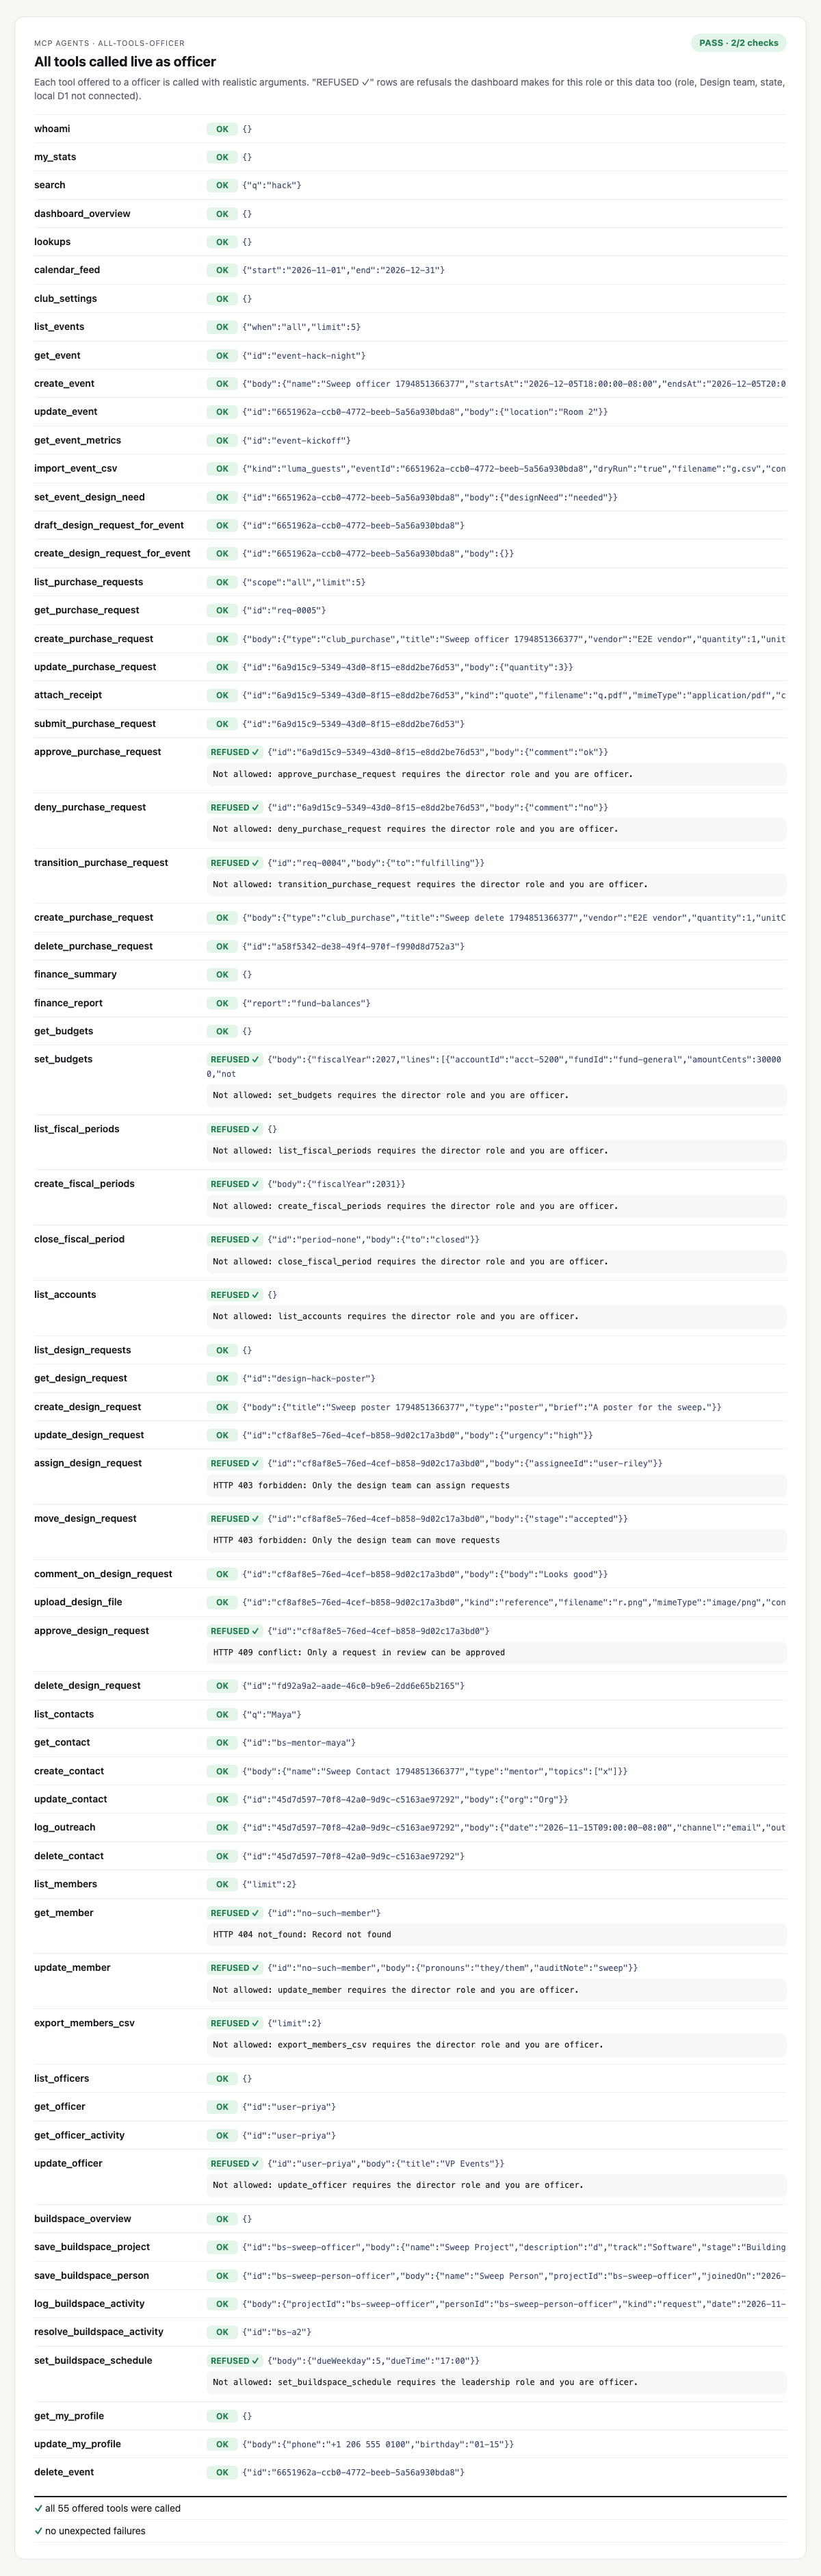 MCP AGENTS · ALL-TOOLS-OFFICER
PASS · 2/2 checks
All tools called live as officer
Each tool offered to a officer is called with realistic arguments. "REFUSED ✓" rows are refusals the dashboard makes for this role or this data too (role, Design team, state,
local D1 not connected).
whoami OK {}
my_stats OK {}
search OK {"q":"hack"}
dashboard_overview OK {}
lookups OK {}
calendar_feed OK {"start":"2026-11-01","end":"2026-12-31"}
club_settings OK {}
list_events OK {"when":"all","limit":5}
get_event OK {"id":"event-hack-night"}
create_event OK {"body":{"name":"Sweep officer 1794851366377","startsAt":"2026-12-05T18:00:00-08:00","endsAt":"2026-12-05T20:0
update_event OK {"id":"6651962a-ccb0-4772-beeb-5a56a930bda8","body":{"location":"Room 2"}}
get_event_metrics OK {"id":"event-kickoff"}
import_event_csv OK {"kind":"luma_guests","eventId":"6651962a-ccb0-4772-beeb-5a56a930bda8","dryRun":"true","filename":"g.csv","con
set_event_design_need OK {"id":"6651962a-ccb0-4772-beeb-5a56a930bda8","body":{"designNeed":"needed"}}
draft_design_request_for_event OK {"id":"6651962a-ccb0-4772-beeb-5a56a930bda8"}
create_design_request_for_event OK {"id":"6651962a-ccb0-4772-beeb-5a56a930bda8","body":{}}
list_purchase_requests OK {"scope":"all","limit":5}
get_purchase_request OK {"id":"req-0005"}
create_purchase_request OK {"body":{"type":"club_purchase","title":"Sweep officer 1794851366377","vendor":"E2E vendor","quantity":1,"unit
update_purchase_request OK {"id":"6a9d15c9-5349-43d0-8f15-e8dd2be76d53","body":{"quantity":3}}
attach_receipt OK {"id":"6a9d15c9-5349-43d0-8f15-e8dd2be76d53","kind":"quote","filename":"q.pdf","mimeType":"application/pdf","c
submit_purchase_request OK {"id":"6a9d15c9-5349-43d0-8f15-e8dd2be76d53"}
approve_purchase_request REFUSED ✓ {"id":"6a9d15c9-5349-43d0-8f15-e8dd2be76d53","body":{"comment":"ok"}}
Not allowed: approve_purchase_request requires the director role and you are officer.
deny_purchase_request REFUSED ✓ {"id":"6a9d15c9-5349-43d0-8f15-e8dd2be76d53","body":{"comment":"no"}}
Not allowed: deny_purchase_request requires the director role and you are officer.
transition_purchase_request REFUSED ✓ {"id":"req-0004","body":{"to":"fulfilling"}}
Not allowed: transition_purchase_request requires the director role and you are officer.
create_purchase_request OK {"body":{"type":"club_purchase","title":"Sweep delete 1794851366377","vendor":"E2E vendor","quantity":1,"unitC
delete_purchase_request OK {"id":"a58f5342-de38-49f4-970f-f990d8d752a3"}
finance_summary OK {}
finance_report OK {"report":"fund-balances"}
get_budgets OK {}
set_budgets REFUSED ✓ {"body":{"fiscalYear":2027,"lines":[{"accountId":"acct-5200","fundId":"fund-general","amountCents":30000
0,"not
Not allowed: set_budgets requires the director role and you are officer.
list_fiscal_periods REFUSED ✓ {}
Not allowed: list_fiscal_periods requires the director role and you are officer.
create_fiscal_periods REFUSED ✓ {"body":{"fiscalYear":2031}}
Not allowed: create_fiscal_periods requires the director role and you are officer.
close_fiscal_period REFUSED ✓ {"id":"period-none","body":{"to":"closed"}}
Not allowed: close_fiscal_period requires the director role and you are officer.
list_accounts REFUSED ✓ {}
Not allowed: list_accounts requires the director role and you are officer.
list_design_requests OK {}
get_design_request OK {"id":"design-hack-poster"}
create_design_request OK {"body":{"title":"Sweep poster 1794851366377","type":"poster","brief":"A poster for the sweep."}}
update_design_request OK {"id":"cf8af8e5-76ed-4cef-b858-9d02c17a3bd0","body":{"urgency":"high"}}
assign_design_request REFUSED ✓ {"id":"cf8af8e5-76ed-4cef-b858-9d02c17a3bd0","body":{"assigneeId":"user-riley"}}
HTTP 403 forbidden: Only the design team can assign requests
move_design_request REFUSED ✓ {"id":"cf8af8e5-76ed-4cef-b858-9d02c17a3bd0","body":{"stage":"accepted"}}
HTTP 403 forbidden: Only the design team can move requests
comment_on_design_request OK {"id":"cf8af8e5-76ed-4cef-b858-9d02c17a3bd0","body":{"body":"Looks good"}}
upload_design_file OK {"id":"cf8af8e5-76ed-4cef-b858-9d02c17a3bd0","kind":"reference","filename":"r.png","mimeType":"image/png","con
approve_design_request REFUSED ✓ {"id":"cf8af8e5-76ed-4cef-b858-9d02c17a3bd0"}
HTTP 409 conflict: Only a request in review can be approved
delete_design_request OK {"id":"fd92a9a2-aade-46c0-b9e6-2dd6e65b2165"}
list_contacts OK {"q":"Maya"}
get_contact OK {"id":"bs-mentor-maya"}
create_contact OK {"body":{"name":"Sweep Contact 1794851366377","type":"mentor","topics":["x"]}}
update_contact OK {"id":"45d7d597-70f8-42a0-9d9c-c5163ae97292","body":{"org":"Org"}}
log_outreach OK {"id":"45d7d597-70f8-42a0-9d9c-c5163ae97292","body":{"date":"2026-11-15T09:00:00-08:00","channel":"email","out
delete_contact OK {"id":"45d7d597-70f8-42a0-9d9c-c5163ae97292"}
list_members OK {"limit":2}
get_member REFUSED ✓ {"id":"no-such-member"}
HTTP 404 not_found: Record not found
update_member REFUSED ✓ {"id":"no-such-member","body":{"pronouns":"they/them","auditNote":"sweep"}}
Not allowed: update_member requires the director role and you are officer.
export_members_csv REFUSED ✓ {"limit":2}
Not allowed: export_members_csv requires the director role and you are officer.
list_officers OK {}
get_officer OK {"id":"user-priya"}
get_officer_activity OK {"id":"user-priya"}
update_officer REFUSED ✓ {"id":"user-priya","body":{"title":"VP Events"}}
Not allowed: update_officer requires the director role and you are officer.
buildspace_overview OK {}
save_buildspace_project OK {"id":"bs-sweep-officer","body":{"name":"Sweep Project","description":"d","track":"Software","stage":"Building
save_buildspace_person OK {"id":"bs-sweep-person-officer","body":{"name":"Sweep Person","projectId":"bs-sweep-officer","joinedOn":"2026-
log_buildspace_activity OK {"body":{"projectId":"bs-sweep-officer","personId":"bs-sweep-person-officer","kind":"request","date":"2026-11-
resolve_buildspace_activity OK {"id":"bs-a2"}
set_buildspace_schedule REFUSED ✓ {"body":{"dueWeekday":5,"dueTime":"17:00"}}
Not allowed: set_buildspace_schedule requires the leadership role and you are officer.
get_my_profile OK {}
update_my_profile OK {"body":{"phone":"+1 206 555 0100","birthday":"01-15"}}
delete_event OK {"id":"6651962a-ccb0-4772-beeb-5a56a930bda8"}
✓ all 55 offered tools were called
✓ no unexpected failures